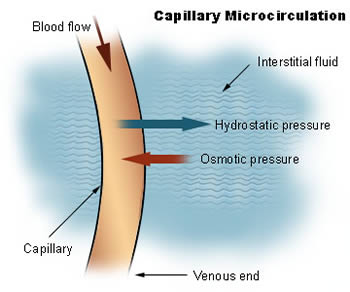 Capillary Microcirculation
Blood flow
Interstitial fluid
Hydrostatic pressure
Osmotic pressure
Capillary
Venous end